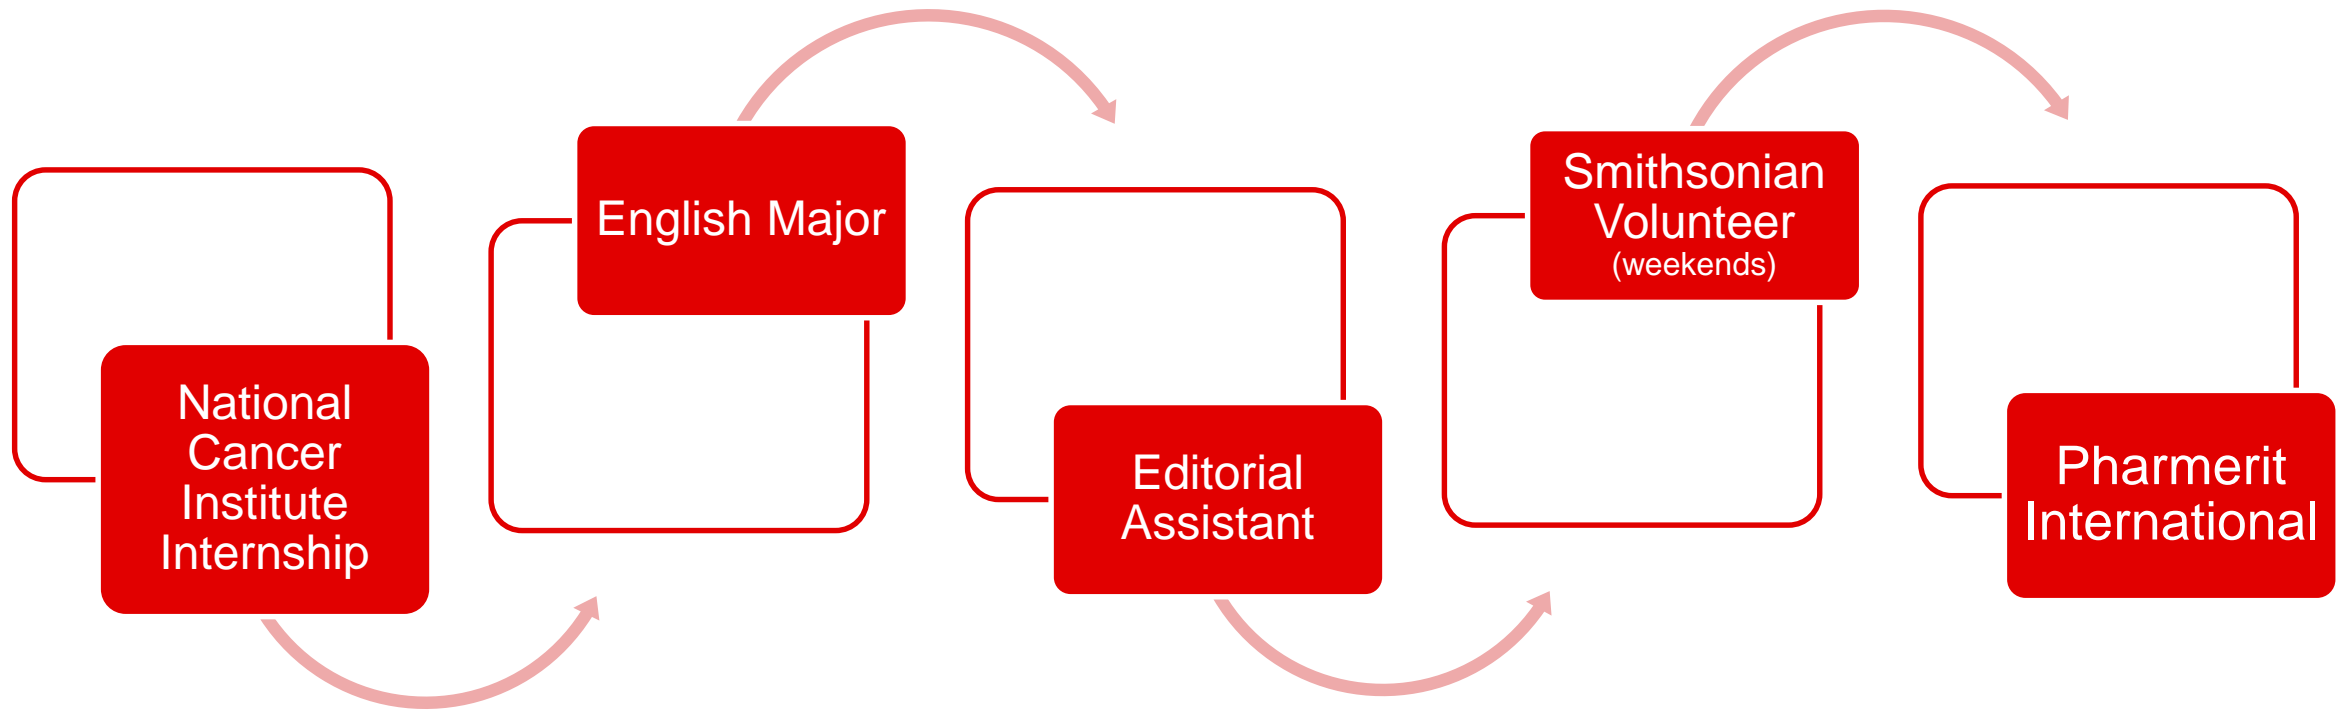 National
Cancer
Institute
Internship
English Major
Editorial
Assistant
Smithsonian
Volunteer
(weekends)
Pharmerit
International